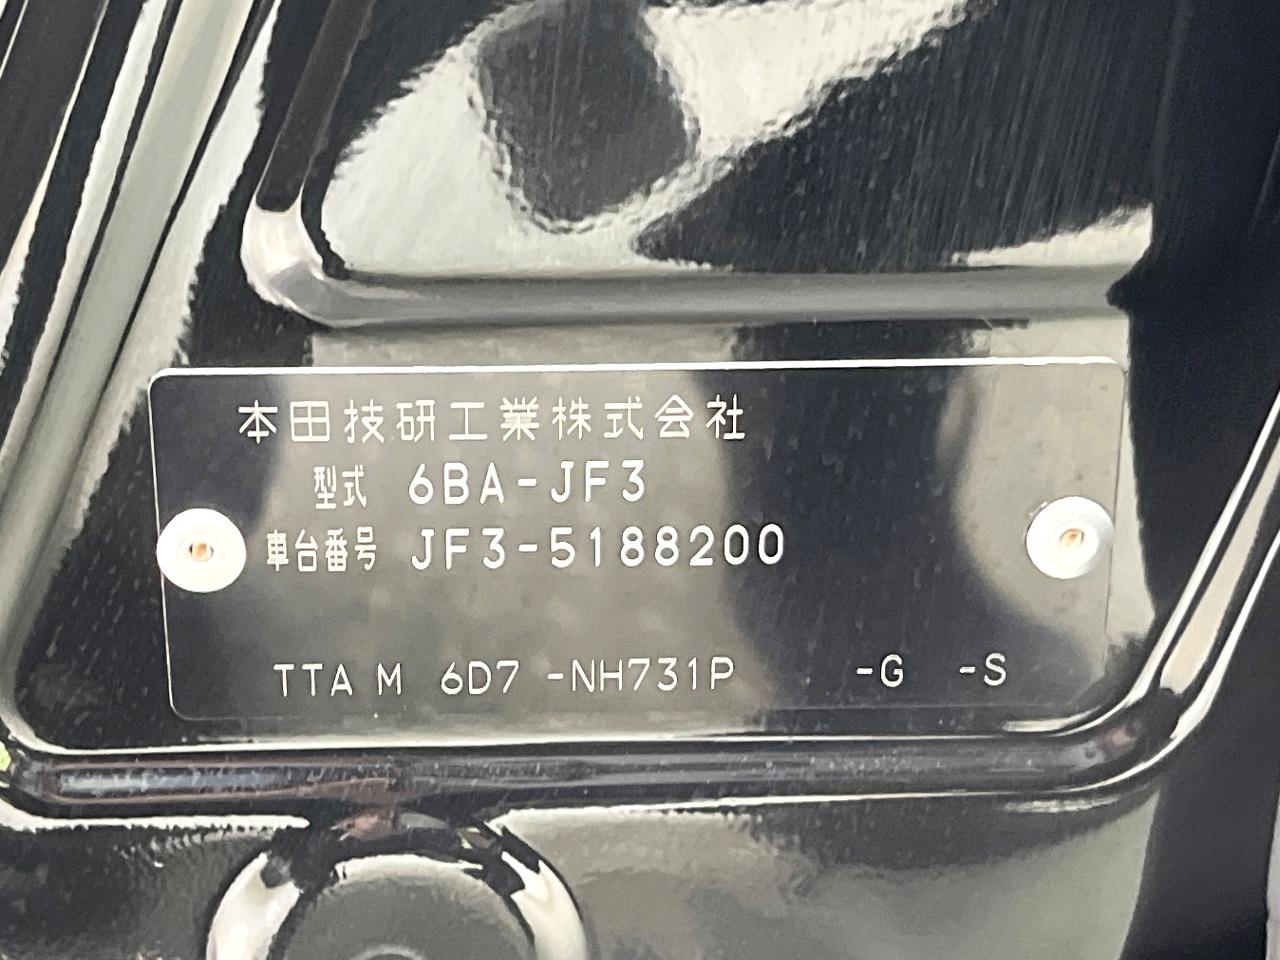 本田技研工業株式会社
型式 6BA-JF3
車台番号 JF3-5188200
TTA M 6D7 -NH731P -G -S